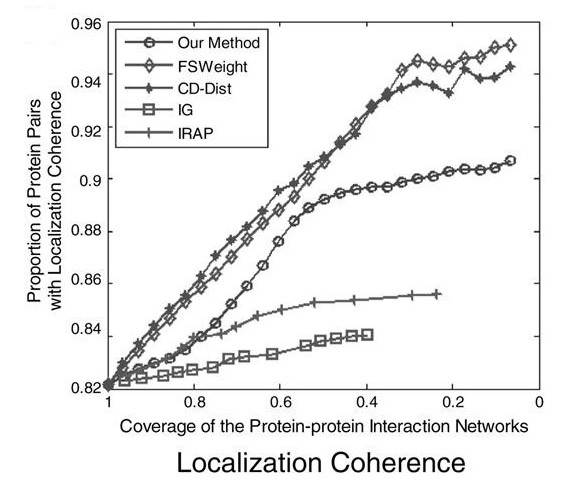 0.96
0.94
0.92
0.9
0.88
0.86
0.84
0.82
Proportion of Protein Pairs
with Localization Coherence
Our Method
FSWeight
CD-Dist
IG
IRAP
1 0.8 0.6 0.4 0.2 0
Coverage of the Protein-protein Interaction Networks
Localization Coherence